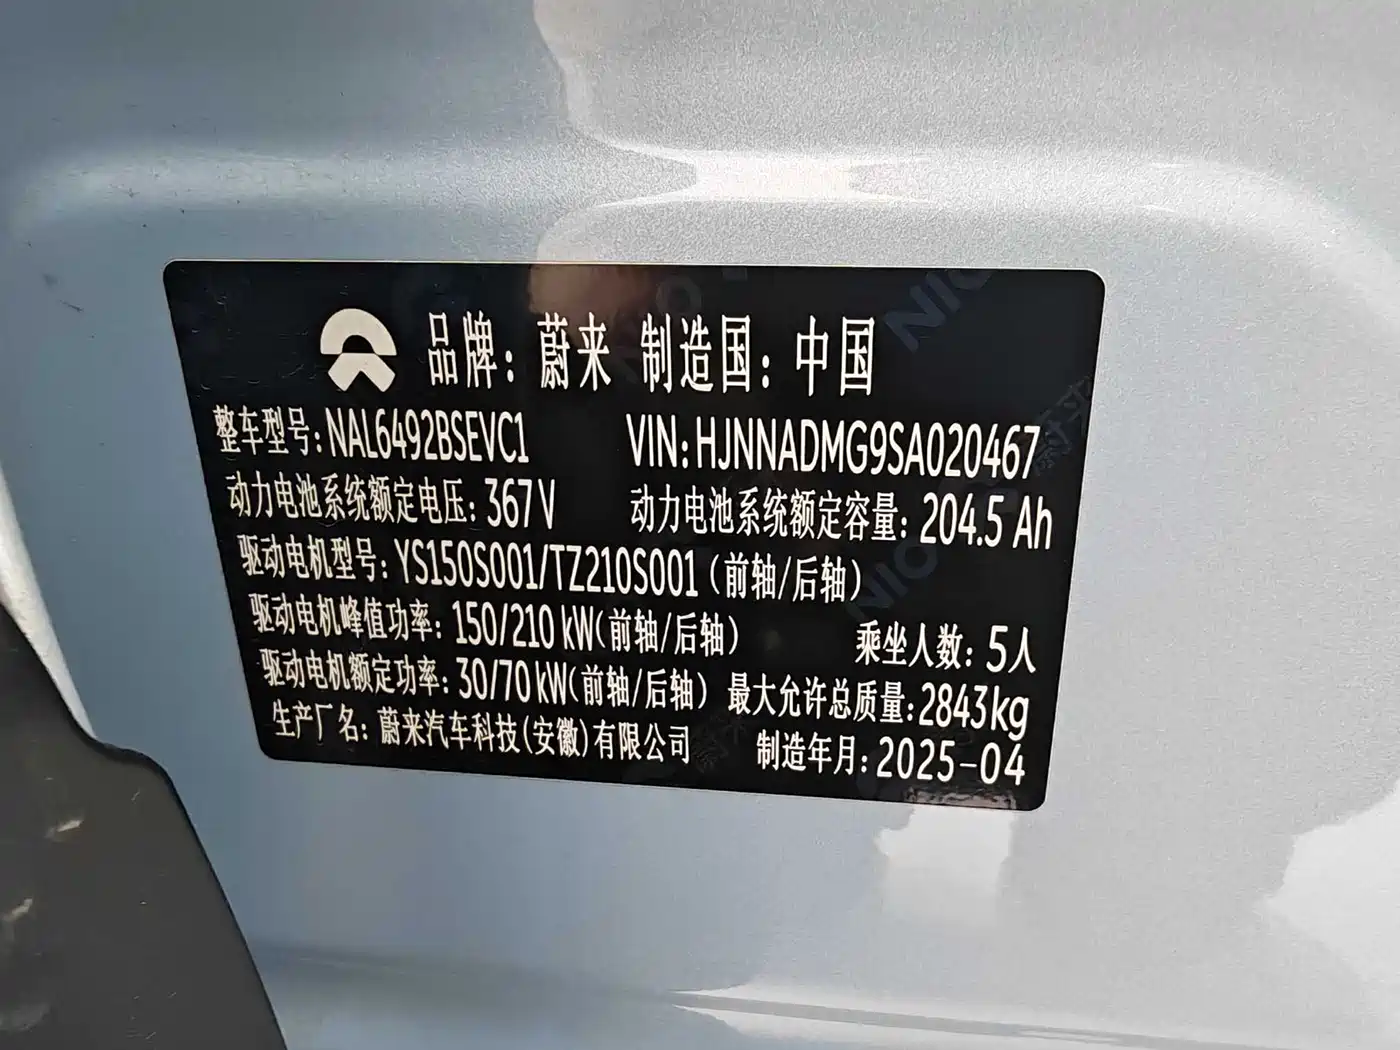 品牌：蔚来 制造国：中国
整车型号：NAL6492BSEVC1 VIN：HJNNADMG9SA020467
动力电池系统额定电压：367V 动力电池系统额定容量：204.5 Ah
驱动电机型号：YS150S001/TZ210S001（前轴/后轴）
驱动电机峰值功率：150/210 kW（前轴/后轴） 乘坐人数：5人
驱动电机额定功率：30/70kW（前轴/后轴） 最大允许总质量：2843kg
生产厂名：蔚来汽车科技（安徽）有限公司 制造年月：2025-04